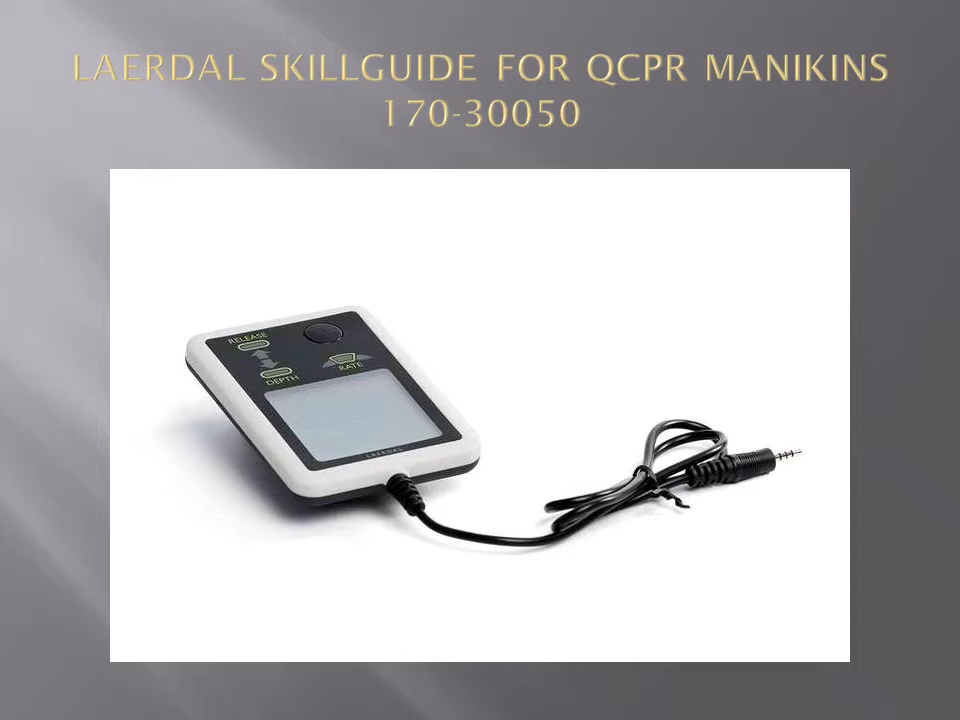 LAERDAL SKILLGUIDE FOR QCPR MANIKINS
170-30050
RELEASE
RATE
DEPTH
LAERDAL